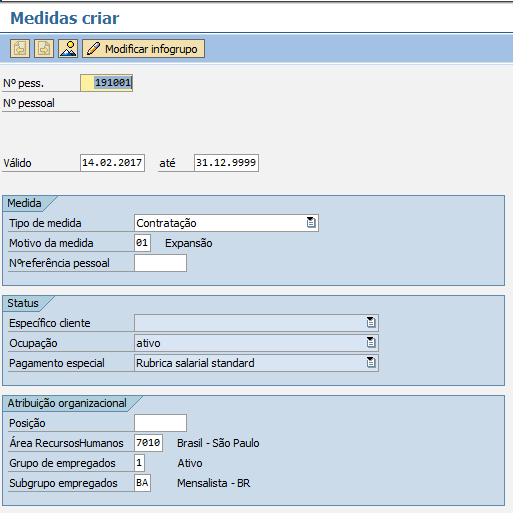 Medidas criar
Modificar infogrupo
Nº pess. 191001
Nº pessoal
Válido 14.02.2017 até 31.12.9999
Medida
Tipo de medida Contratação
Motivo da medida 01 Expansão
Nºreferência pessoal
Status
Específico cliente
Ocupação ativo
Pagamento especial Rubrica salarial standard
Atribuição organizacional
Posição
Área RecursosHumanos 7010 Brasil - São Paulo
Grupo de empregados 1 Ativo
Subgrupo empregados BA Mensalista - BR